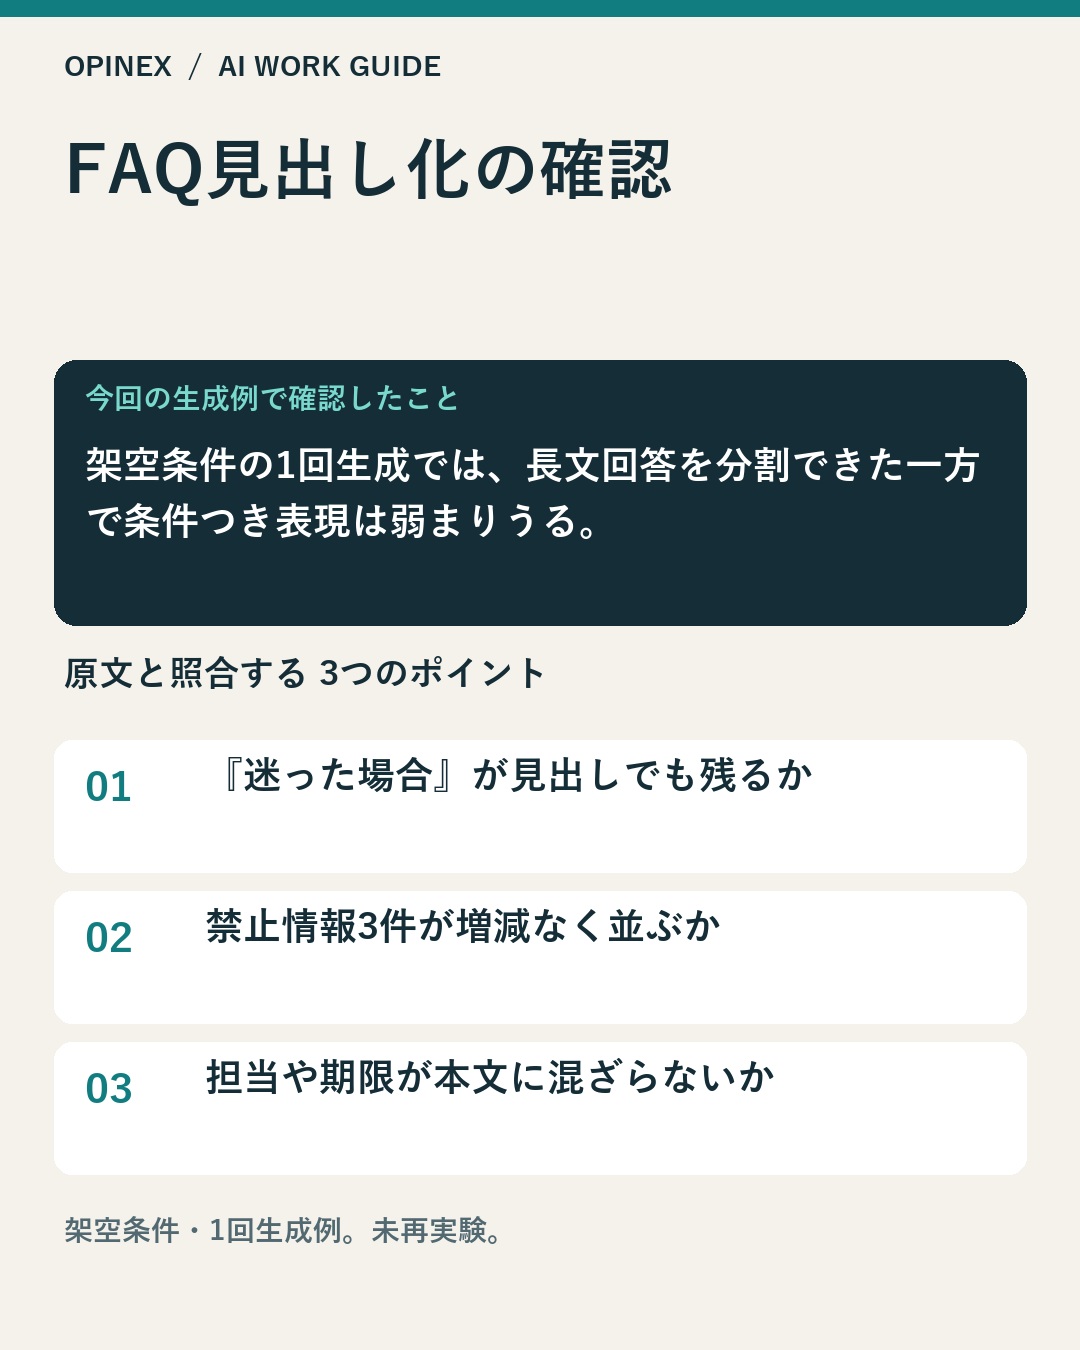 OPINEX / AI WORK GUIDE
FAQ見出し化の確認
今回の生成例で確認したこと
架空条件の1回生成では、長文回答を分割できた一方
で条件つき表現は弱まりうる。
原文と照合する 3つのポイント
01 『迷った場合』が見出しでも残るか
02 禁止情報3件が増減なく並ぶか
03 担当や期限が本文に混ざらないか
架空条件・1回生成例。未再実験。